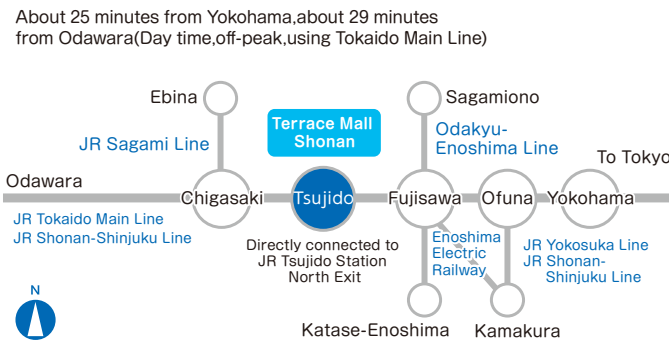 About 25 minutes from Yokohama,about 29 minutes
from Odawara(Day time,off-peak,using Tokaido Main Line)
Ebina
Sagamiono
Terrace Mall
Shonan
JR Sagami Line
Odakyu-
Enoshima Line
To Tokyo
Odawara
Chigasaki
Tsujido
Fujisawa
Ofuna
Yokohama
JR Tokaido Main Line
JR Shonan-Shinjuku Line
Directly connected to
JR Tsujido Station
North Exit
Enoshima
Electric
Railway
JR Yokosuka Line
JR Shonan-
Shinjuku Line
N
Katase-Enoshima
Kamakura